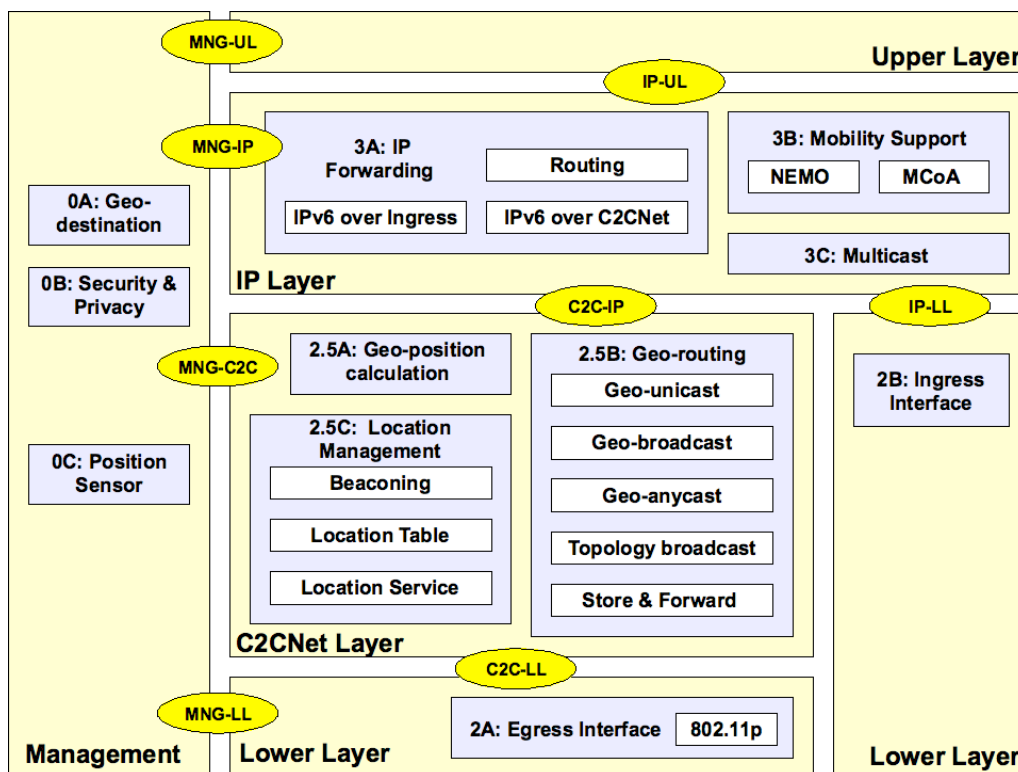 MNG-UL
Upper Layer
IP-UL
MNG-IP
3A: IP
Forwarding
Routing
IPv6 over Ingress
IPv6 over C2CNet
3B: Mobility Support
NEMO
MCoA
3C: Multicast
IP Layer
0A: Geo-
destination
0B: Security &
Privacy
0C: Position
Sensor
Management
C2C-IP
IP-LL
MNG-C2C
2.5A: Geo-position
calculation
2.5C: Location
Management
Beaconing
Location Table
Location Service
2.5B: Geo-routing
Geo-unicast
Geo-broadcast
Geo-anycast
Topology broadcast
Store & Forward
C2CNet Layer
2B: Ingress
Interface
C2C-LL
MNG-LL
2A: Egress Interface
802.11p
Lower Layer
Lower Layer